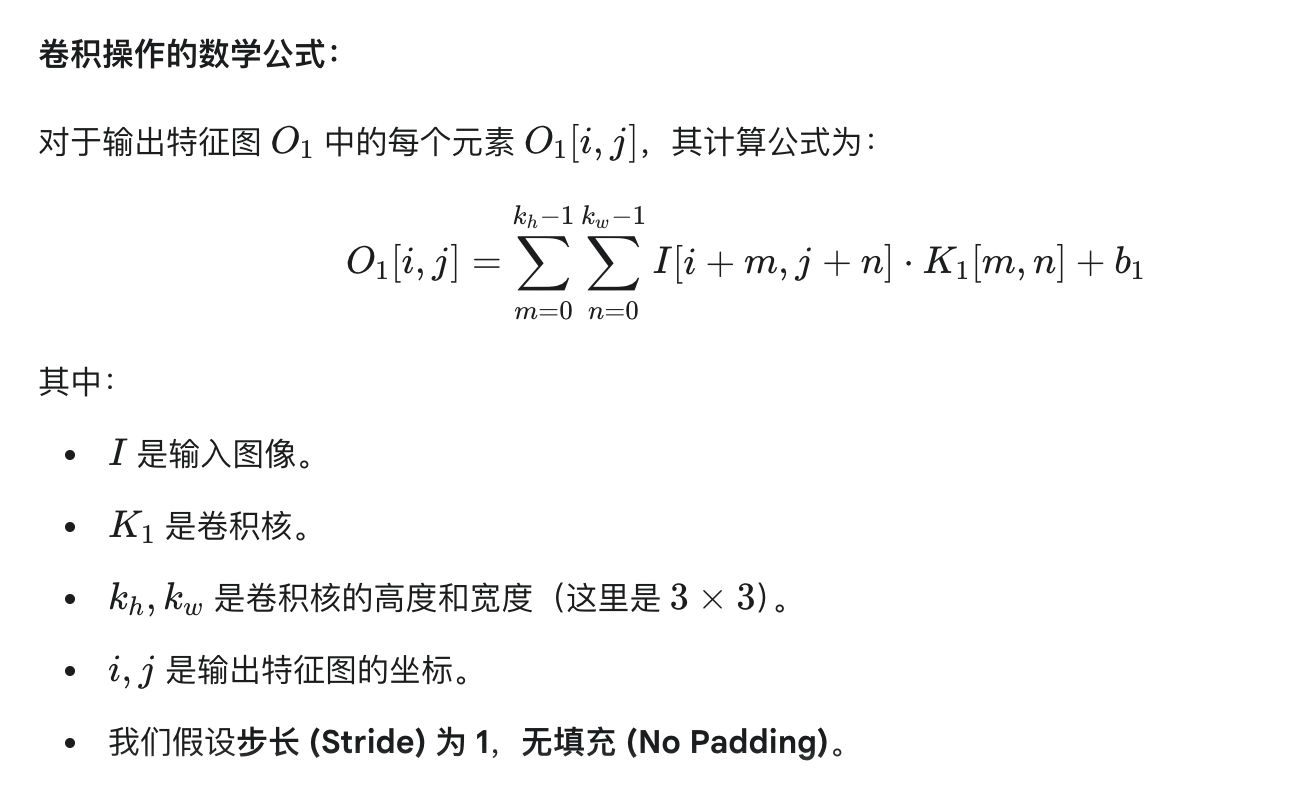 卷积操作的数学公式：
对于输出特征图 $O_1$ 中的每个元素 $O_1[i, j]$，其计算公式为：
$$O_1[i, j] = \sum_{m=0}^{k_h-1} \sum_{n=0}^{k_w-1} I[i + m, j + n] \cdot K_1[m, n] + b_1$$
其中：
• $I$ 是输入图像。
• $K_1$ 是卷积核。
• $k_h, k_w$ 是卷积核的高度和宽度（这里是 $3 \times 3$）。
• $i, j$ 是输出特征图的坐标。
• 我们假设步长 (Stride) 为 1，无填充 (No Padding)。